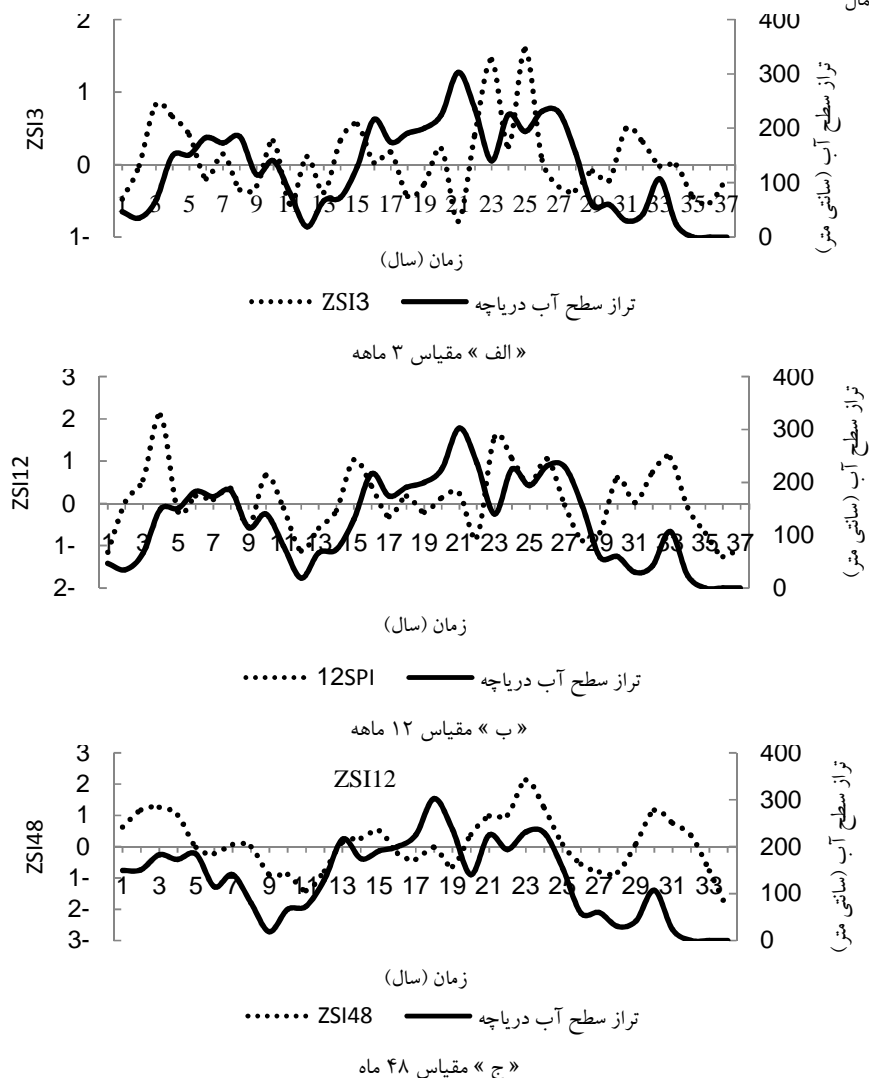 مال
2
1
0
1-
ZSI3
400
300
200
100
0
تراز سطح آب (سانتی متر)
3 5 7 9 11 13 15 17 19 21 23 25 27 29 31 33 35 37
زمان (سال)
ZSI3 تراز سطح آب دریاچه
« الف » مقیاس ۳ ماهه
3
2
1
0
1-
2-
ZSI12
400
300
200
100
0
تراز سطح آب (سانتی متر)
1 3 5 7 9 11 13 15 17 19 21 23 25 27 29 31 33 35 37
زمان (سال)
12SPI تراز سطح آب دریاچه
« ب » مقیاس ۱۲ ماهه
ZSI12
3
2
1
0
1-
2-
3-
ZSI48
400
300
200
100
0
تراز سطح آب (سانتی متر)
1 3 5 7 9 11 13 15 17 19 21 23 25 27 29 31 33
زمان (سال)
ZSI48 تراز سطح آب دریاچه
« ج » مقیاس ۴۸ ماه